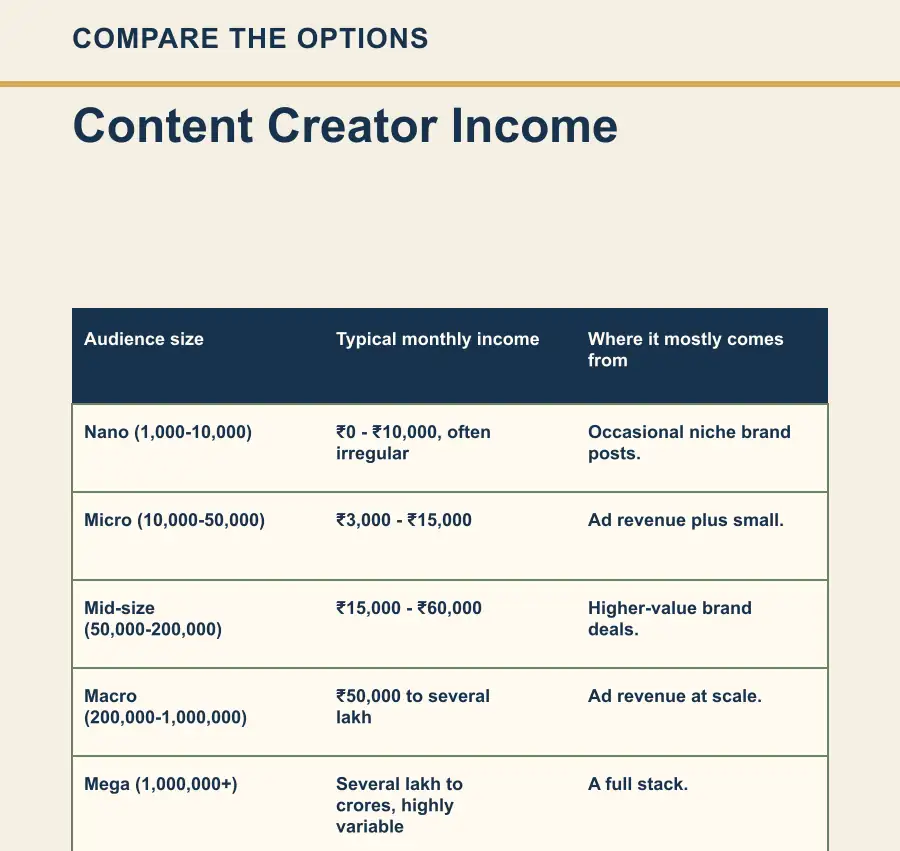 COMPARE THE OPTIONS
Content Creator Income
Audience size
Typical monthly income
Where it mostly comes
from
Nano (1,000-10,000)
₹0 - ₹10,000, often
irregular
Occasional niche brand
posts.
Micro (10,000-50,000)
₹3,000 - ₹15,000
Ad revenue plus small.
Mid-size
(50,000-200,000)
₹15,000 - ₹60,000
Higher-value brand
deals.
Macro
(200,000-1,000,000)
₹50,000 to several
lakh
Ad revenue at scale.
Mega (1,000,000+)
Several lakh to
crores, highly
variable
A full stack.